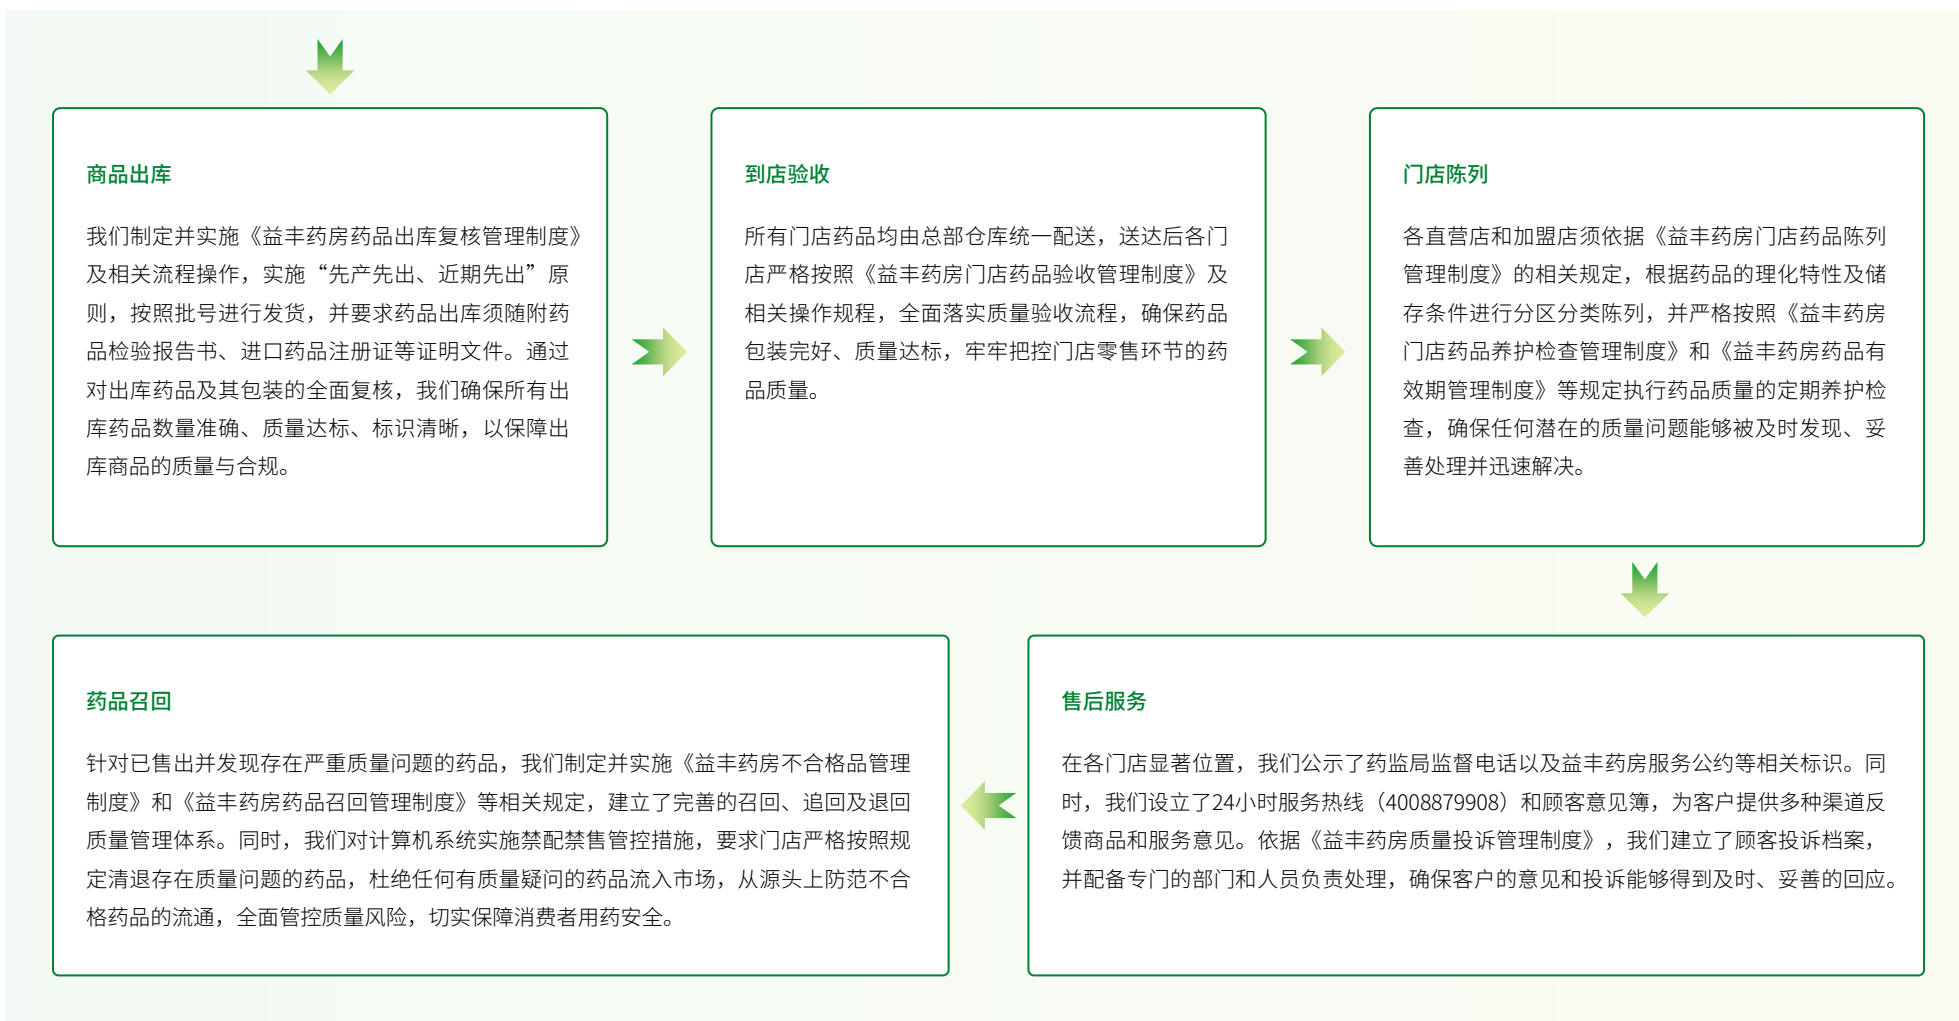 商品出库
我们制定并实施《益丰药房药品出库复核管理制度》
及相关流程操作，实施“先产先出、近期先出”原
则，按照批号进行发货，并要求药品出库须随附药
品检验报告书、进口药品注册证等证明文件。通过
对出库药品及其包装的全面复核，我们确保所有出
库药品数量准确、质量达标、标识清晰，以保障出
库商品的质量与合规。
到店验收
所有门店药品均由总部仓库统一配送，送达后各门
店严格按照《益丰药房门店药品验收管理制度》及
相关操作规程，全面落实质量验收流程，确保药品
包装完好、质量达标，牢牢把控门店零售环节的药
品质量。
门店陈列
各直营店和加盟店须依据《益丰药房门店药品陈列
管理制度》的相关规定，根据药品的理化特性及储
存条件进行分区分类陈列，并严格按照《益丰药房
门店药品养护检查管理制度》和《益丰药房药品有
效期管理制度》等规定执行药品质量的定期养护检
查，确保任何潜在的质量问题能够被及时发现、妥
善处理并迅速解决。
售后服务
在各门店显著位置，我们公示了药监局监督电话以及益丰药房服务公约等相关标识。同
时，我们设立了24小时服务热线（4008879908）和顾客意见簿，为客户提供多种渠道反
馈商品和服务意见。依据《益丰药房质量投诉管理制度》，我们建立了顾客投诉档案，
并配备专门的部门和人员负责处理，确保客户的意见和投诉能够得到及时、妥善的回应。
药品召回
针对已售出并发现存在严重质量问题的药品，我们制定并实施《益丰药房不合格品管理
制度》和《益丰药房药品召回管理制度》等相关规定，建立了完善的召回、追回及退回
质量管理体系。同时，我们对计算机系统实施禁配禁售管控措施，要求门店严格按照规
定清退存在质量问题的药品，杜绝任何有质量疑问的药品流入市场，从源头上防范不合
格药品的流通，全面管控质量风险，切实保障消费者用药安全。